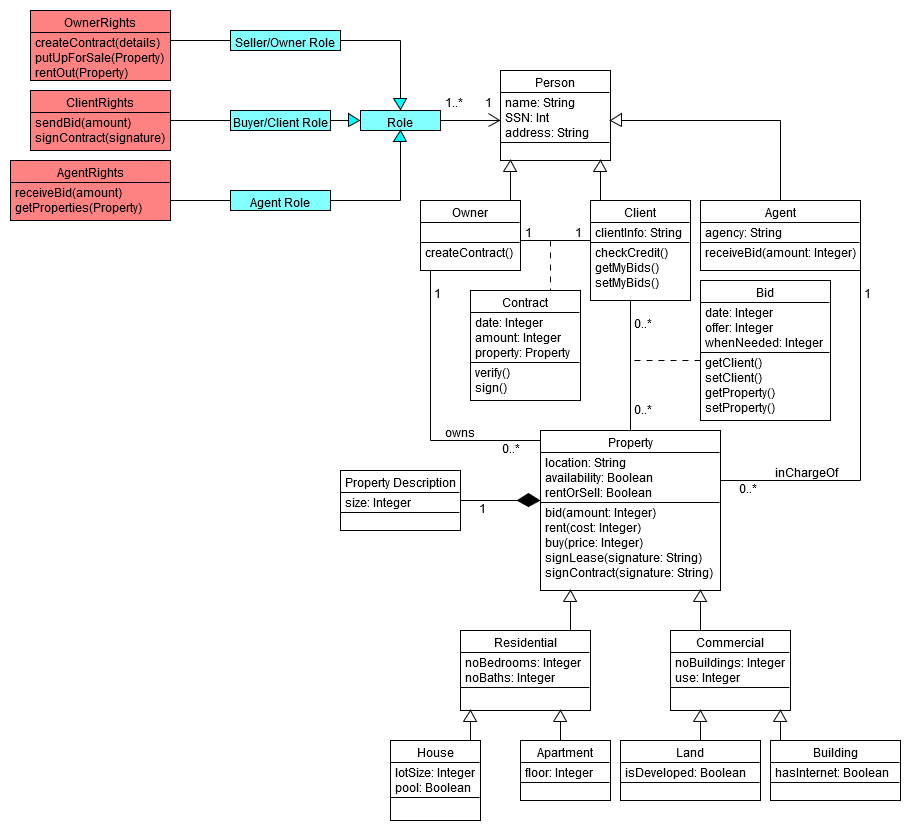 OwnerRights
createContract(details)
putUpForSale(Property)
rentOut(Property)
Seller/Owner Role
ClientRights
sendBid(amount)
signContract(signature)
Buyer/Client Role
Role
1..*
1
AgentRights
receiveBid(amount)
getProperties(Property)
Agent Role
Person
name: String
SSN: Int
address: String
Owner
createContract()
1
1
Client
clientInfo: String
checkCredit()
getMyBids()
setMyBids()
Agent
agency: String
receiveBid(amount: Integer)
1
1
Contract
date: Integer
amount: Integer
property: Property
verify()
sign()
0..*
0..*
Bid
date: Integer
offer: Integer
whenNeeded: Integer
getClient()
setClient()
getProperty()
setProperty()
owns
0..*
inChargeOf
0..*
Property
location: String
availability: Boolean
rentOrSell: Boolean
bid(amount: Integer)
rent(cost: Integer)
buy(price: Integer)
signLease(signature: String)
signContract(signature: String)
Property Description
size: Integer
1
Residential
noBedrooms: Integer
noBaths: Integer
Commercial
noBuildings: Integer
use: Integer
House
lotSize: Integer
pool: Boolean
Apartment
floor: Integer
Land
isDeveloped: Boolean
Building
hasInternet: Boolean